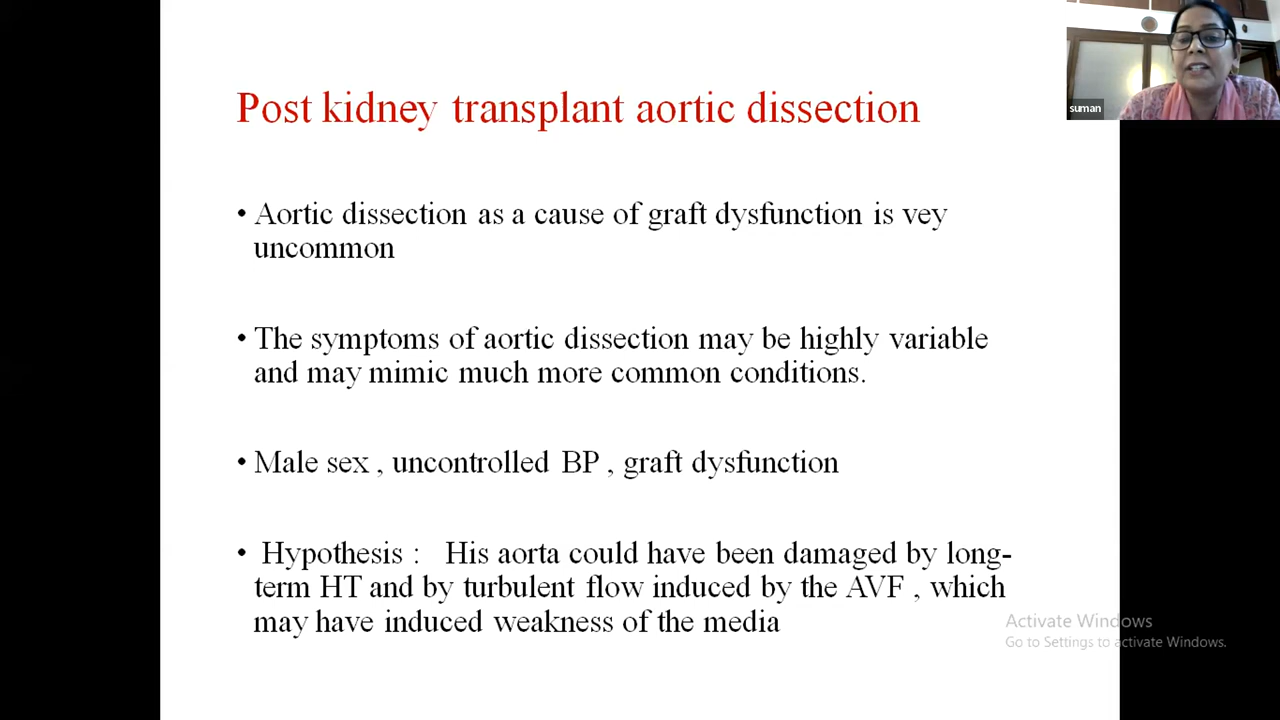 suman
Post kidney transplant aortic dissection
• Aortic dissection as a cause of graft dysfunction is vey
uncommon
• The symptoms of aortic dissection may be highly variable
and may mimic much more common conditions.
• Male sex , uncontrolled BP , graft dysfunction
• Hypothesis : His aorta could have been damaged by long-
term HT and by turbulent flow induced by the AVF , which
may have induced weakness of the media
Activate Windows
Go to Settings to activate Windows.